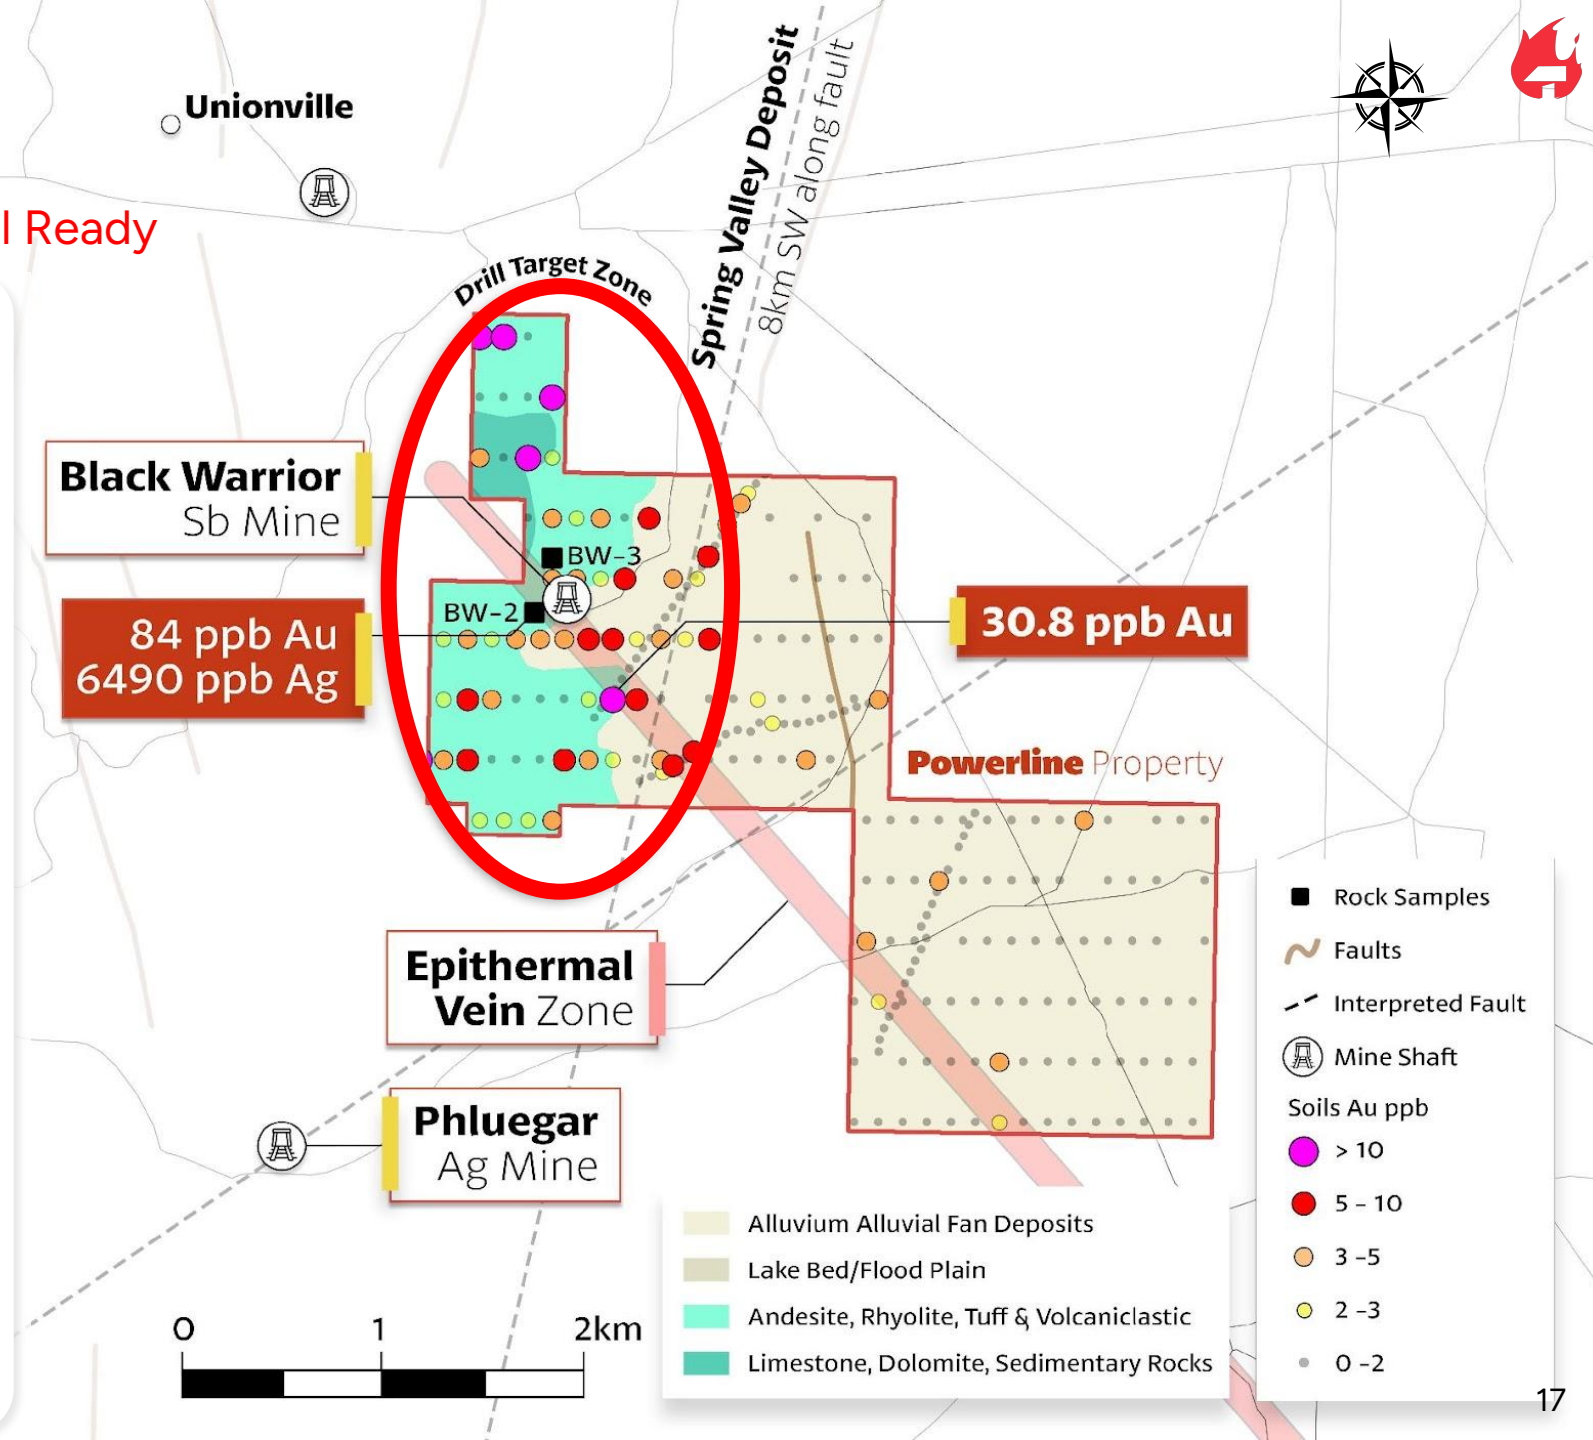 Unionville
l Ready
Spring Valley Deposit
8km SW along fault
Drill Target Zone
Black Warrior
Sb Mine
BW-3
BW-2
84 ppb Au
6490 ppb Ag
30.8 ppb Au
Powerline Property
Epithermal
Vein Zone
Phluegar
Ag Mine
0 1 2km
Alluvium Alluvial Fan Deposits
Lake Bed/Flood Plain
Andesite, Rhyolite, Tuff & Volcaniclastic
Limestone, Dolomite, Sedimentary Rocks
Rock Samples
Faults
Interpreted Fault
Mine Shaft
Soils Au ppb
> 10
5 - 10
3 -5
2 -3
0 -2
17